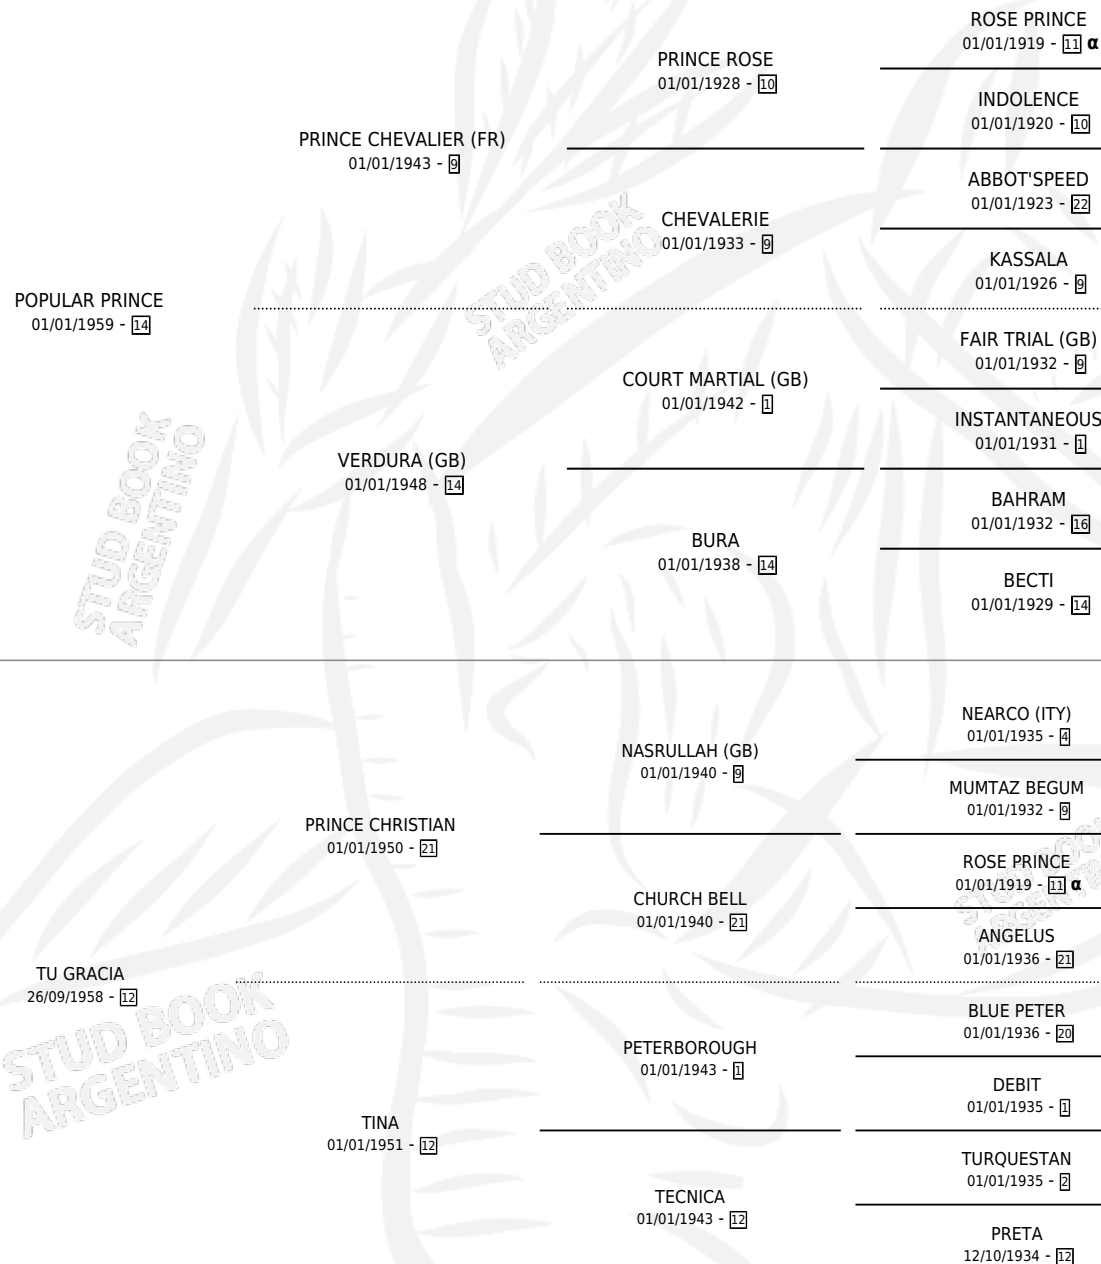 ROSE PRINCE
01/01/1919 - 11 α
PRINCE ROSE
01/01/1928 - 10
INDOLENCE
01/01/1920 - 10
PRINCE CHEVALIER (FR)
01/01/1943 - 9
ABBOT'SPEED
01/01/1923 - 22
CHEVALERIE
01/01/1933 - 9
KASSALA
01/01/1926 - 9
POPULAR PRINCE
01/01/1959 - 14
FAIR TRIAL (GB)
01/01/1932 - 9
COURT MARTIAL (GB)
01/01/1942 - 1
INSTANTANEOUS
01/01/1931 - 1
VERDURA (GB)
01/01/1948 - 14
BAHRAM
01/01/1932 - 16
BURA
01/01/1938 - 14
BECTI
01/01/1929 - 14
NEARCO (ITY)
01/01/1935 - 4
NASRULLAH (GB)
01/01/1940 - 9
MUMTAZ BEGUM
01/01/1932 - 9
PRINCE CHRISTIAN
01/01/1950 - 21
ROSE PRINCE
01/01/1919 - 11 α
CHURCH BELL
01/01/1940 - 21
ANGELUS
01/01/1936 - 21
TU GRACIA
26/09/1958 - 12
BLUE PETER
01/01/1936 - 20
PETERBOROUGH
01/01/1943 - 1
DEBIT
01/01/1935 - 1
TINA
01/01/1951 - 12
TURQUESTAN
01/01/1935 - 2
TECNICA
01/01/1943 - 12
PRETA
12/10/1934 - 12
STUD BOOK
ARGENTINO
STUD BOOK
ARGENTINO
STUD BOOK
ARGENTINO